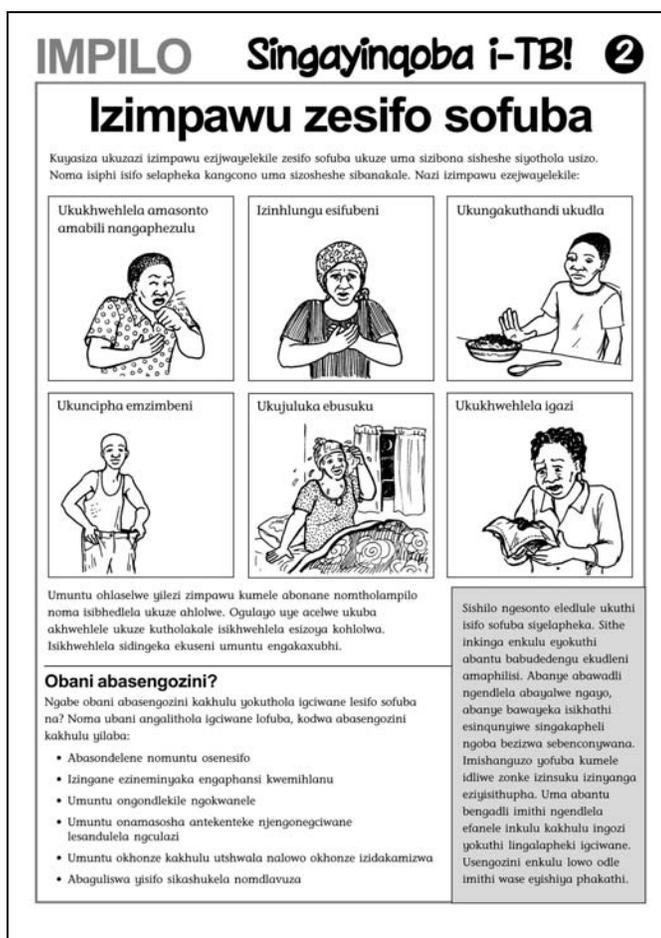 IMPILO Singayinqoba i-TB! 2
Izimpawu zesifo sofuba
Kuyasiza ukuzazi izimpawu ezijwayelekile zesifo sofuba ukuze uma sizibona sisheshe siyothola usizo.
Noma isiphi isifo selapheka kangcono uma sizosheshe sibanakale. Nazi izimpawu ezejwayelekile:
Ukukhwehlela amasonto
amabili nangaphezulu
Izinhlungu esifubeni
Ukungakuthandi ukudla
Ukuncipha emzimbeni
Ukujuluka ebusuku
Ukukhwehlela igazi
Umuntu ohlaselwe yilezi zimpawu kumele abonane nomtholampilo
noma isibhedlela ukuze ahlolwe. Ogulayo uye acelwe ukuba
akhwehlele ukuze kutholakale isikhwehlela esizoya kohlolwa.
Isikhwehlela sidingeka ekuseni umuntu engakaxubhi.
Obani abasengozini?
Ngabe obani abasengozini kakhulu yokuthola igciwane lesifo sofuba
na? Noma ubani angalithola igciwane lofuba, kodwa abasengozini
kakhulu yilaba:
• Abasondelene nomuntu osenesifo
• Izingane ezineminyaka engaphansi kwemihlanu
• Umuntu ongondlekile ngokwanele
• Umuntu onamasosha antekenteke njengonegciwane
lesandulela ngculazi
• Umuntu okhonze kakhulu utshwala nalowo okhonze izidakamizwa
• Abaguliswa yisifo sikashukela nomdlavuza
Sishilo ngesonto eledlule ukuthi
isifo sofuba siyelapheka. Sithe
inkinga enkulu eyokuthi
abantu babudedengu ekudleni
amaphilisi. Abanye abawadli
ngendlela abayalwe ngayo,
abanye bawayeka isikhathi
esinqunyiwe singakapheli
ngoba bezizwa sebenconywana.
Imishanguzo yofuba kumele
idliwe zonke izinsuku izinyanga
eziyisithupha. Uma abantu
bengadli imithi ngendlela
efanele inkulu kakhulu ingozi
yokuthi lingalapheki igciwane.
Usengozini enkulu lowo odle
imithi wase eyishiya phakathi.